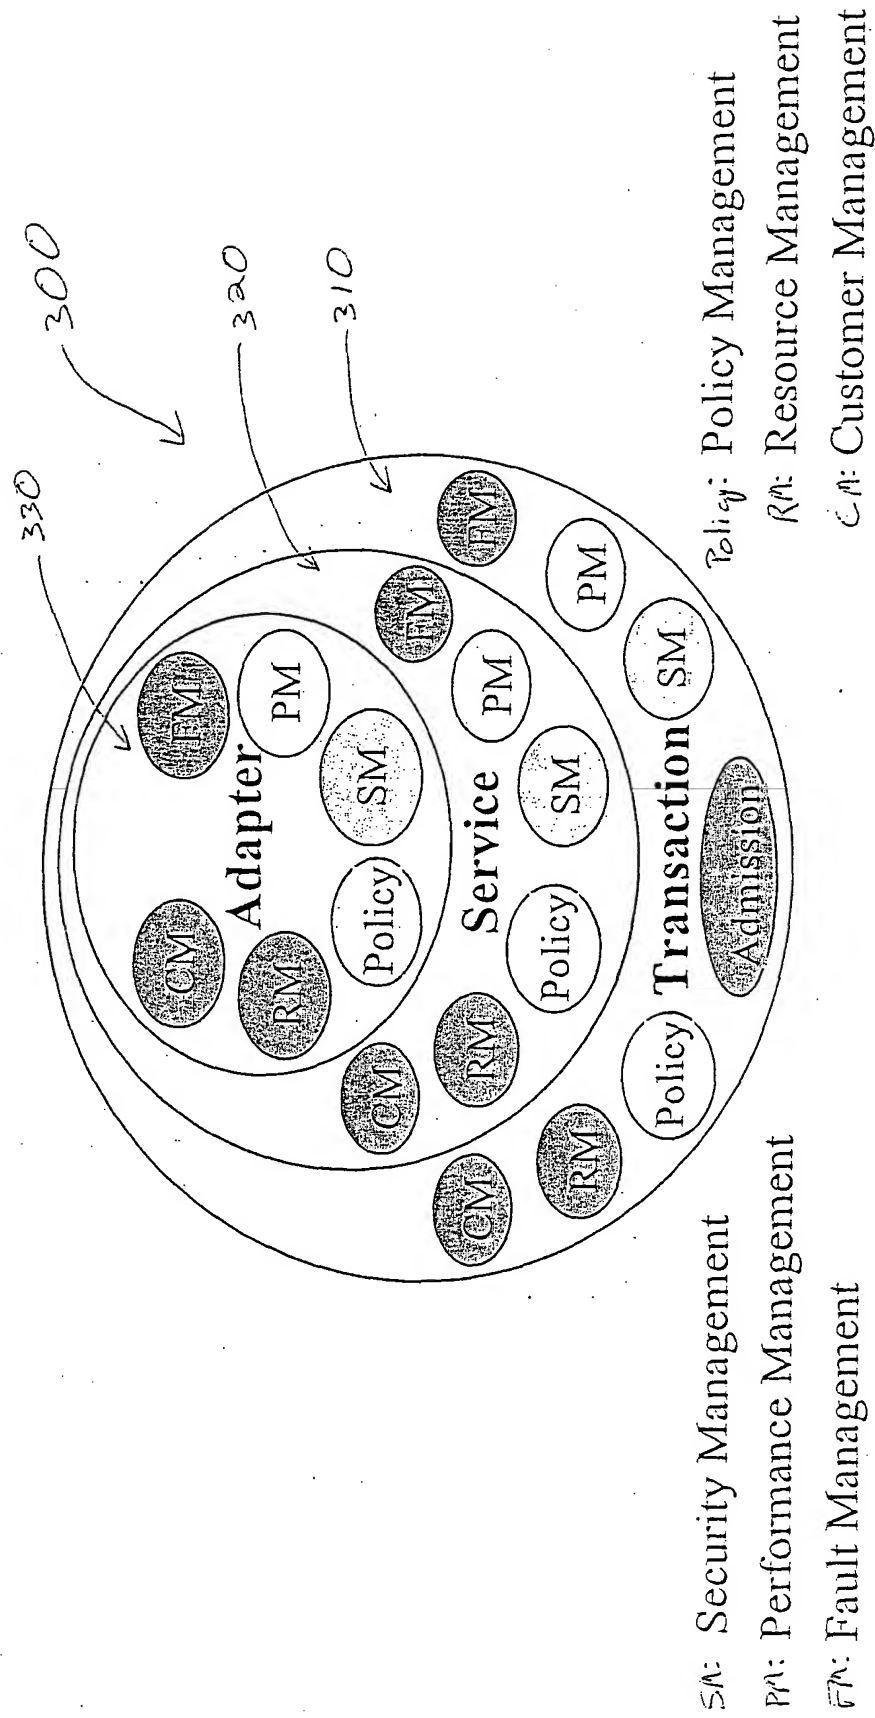 300
330
320
310
CM
FM
Adapter
RM
PM
Policy
SM
CM
FM
RM
PM
Service
Policy
SM
CM
FM
RM
PM
Policy
SM
Transaction
Admission
SM: Security Management
PM: Performance Management
FM: Fault Management
Policy: Policy Management
RM: Resource Management
CM: Customer Management